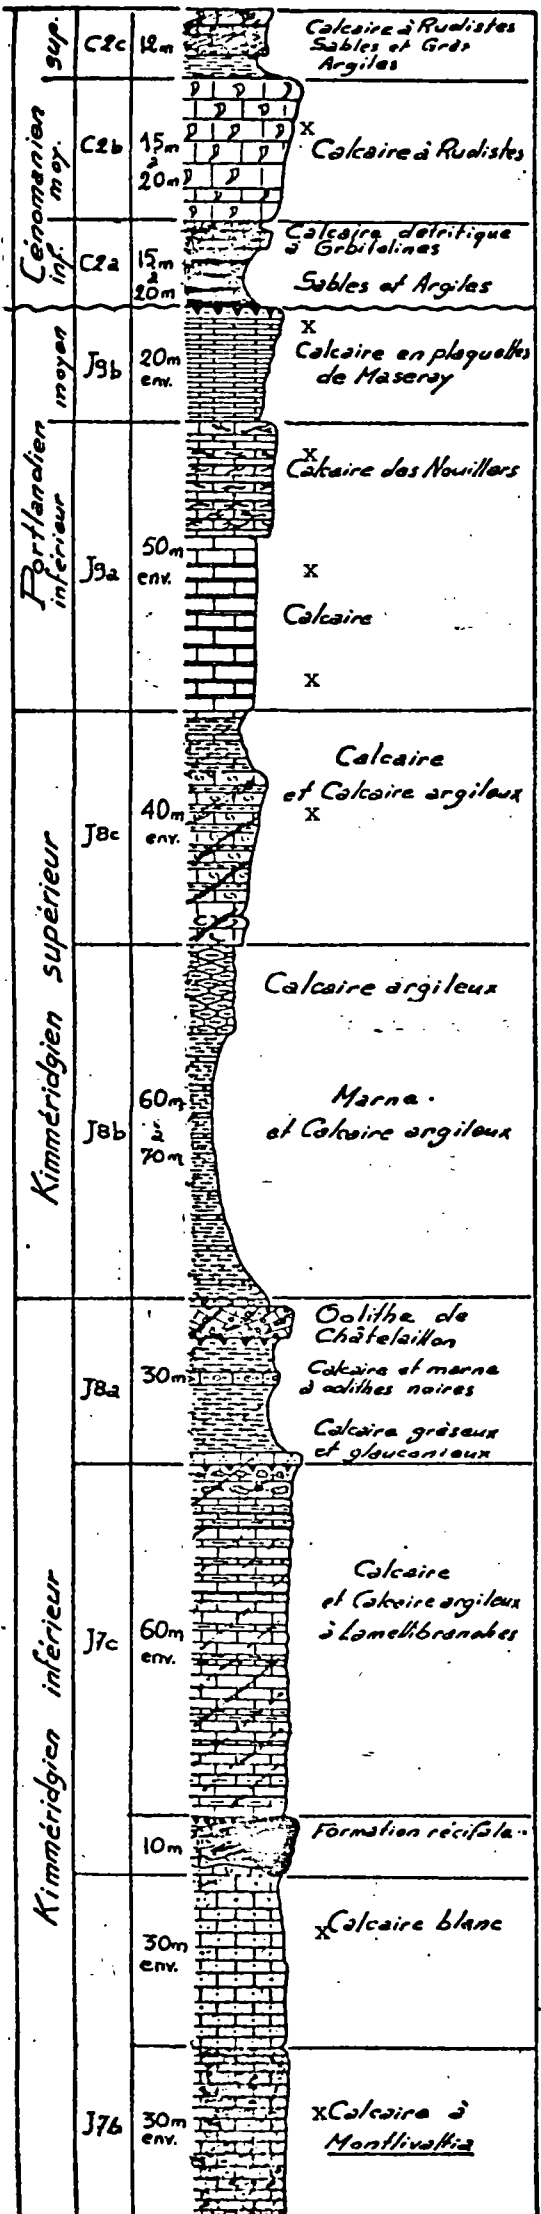 Cénomanien
sup.
C2c
12m
Calcaire à Rudistes
Sables et Grès
Argiles
moy.
C2b
15m
à
20m
x
Calcaire à Rudistes
inf.
C2a
15m
à
20m
Calcaire détritique
à Orbitolines
Sables et Argiles
Portlandien
moyen
J9b
20m
env.
x
Calcaire en plaquettes
de Maseray
inférieur
J9a
50m
env.
x
Calcaire des Nouillers
x
Calcaire
x
Kimméridgien supérieur
J8c
40m
env.
Calcaire
et Calcaire argileux
x
J8b
60m
à
70m
Calcaire argileux
Marne
et Calcaire argileux
Kimméridgien inférieur
J8a
30m
Oolithe de
Châtelaillon
Calcaire et marne
à oolithes noires
Calcaire gréseux
et glauconieux
J7c
60m
env.
Calcaire
et Calcaire argileux
à Lamellibranches
10m
Formation récifale
30m
env.
xCalcaire blanc
J7b
30m
env.
xCalcaire à
Montlivaltia